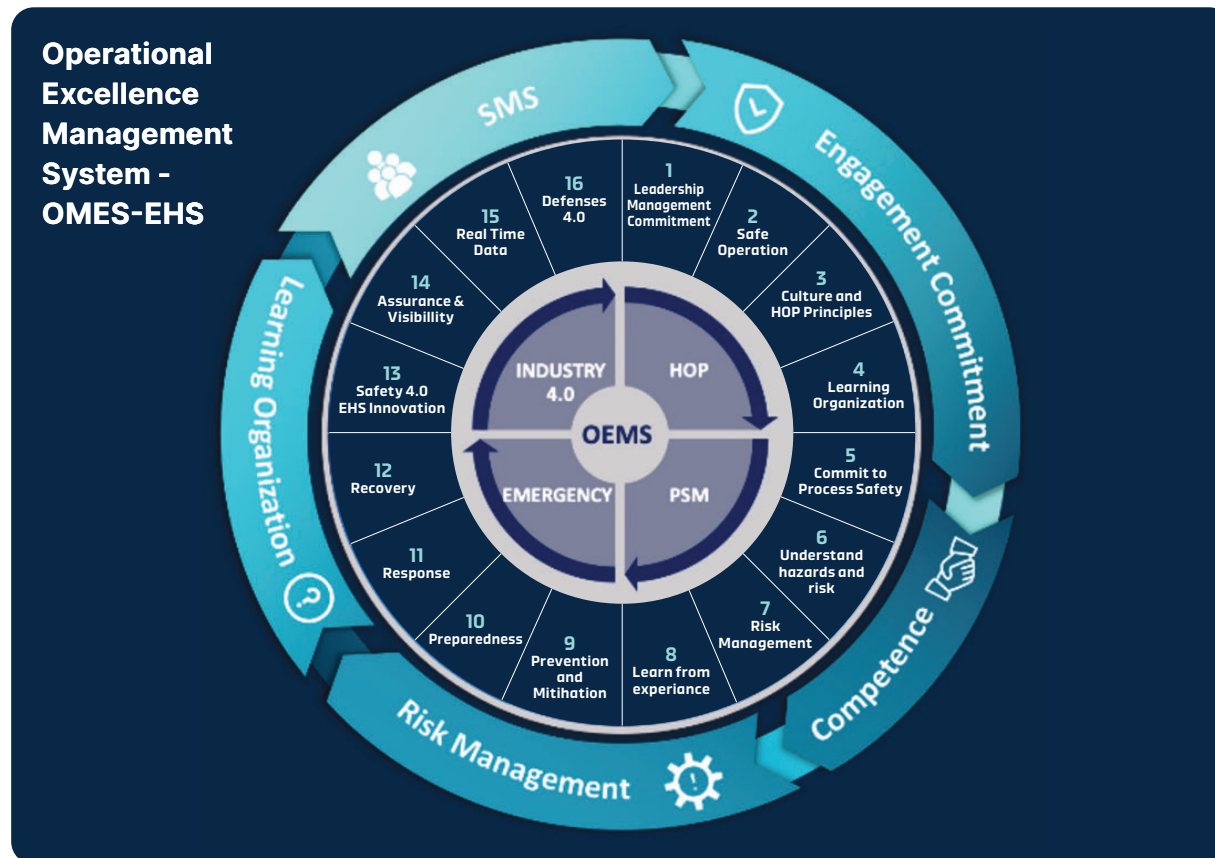 Operational
Excellence
Management
System -
OMES-EHS
SMS
Engagement Commitment
Competence
Risk Management
Learning Organization
1
Leadership
Management
Commitment
2
Safe
Operation
3
Culture and
HOP Principles
4
Learning
Organization
5
Commit to
Process Safety
6
Understand
hazards and
risk
7
Risk
Management
8
Learn from
experiance
9
Prevention
and
Mitihation
10
Preparedness
11
Response
12
Recovery
13
Safety 4.0
EHS Innovation
14
Assurance &
Visibillity
15
Real Time
Data
16
Defenses
4.0
INDUSTRY
4.0
HOP
OEMS
EMERGENCY
PSM
?
!